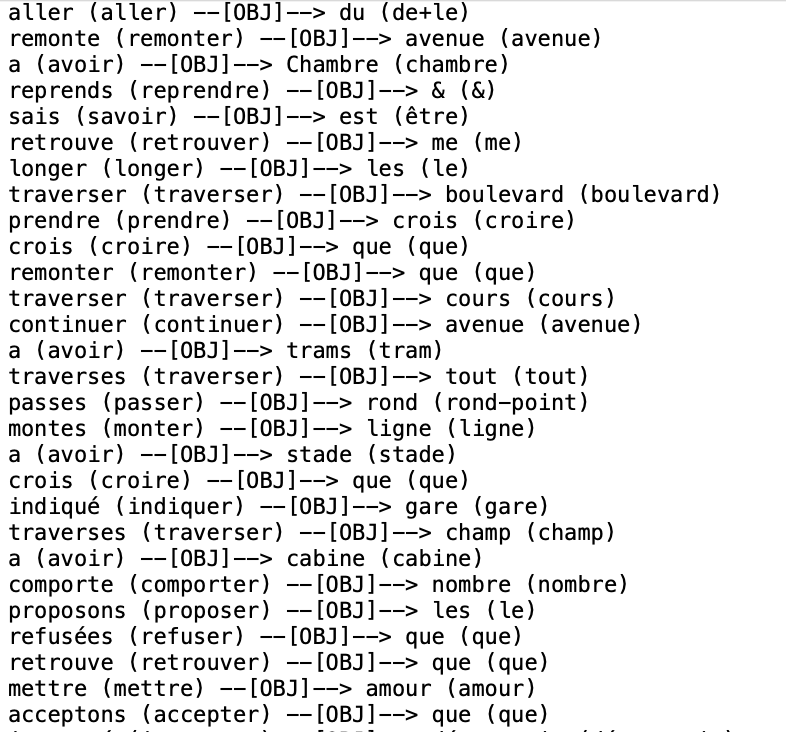 aller (aller) --[OBJ]--> du (de+le)
remonte (remonter) --[OBJ]--> avenue (avenue)
a (avoir) --[OBJ]--> Chambre (chambre)
reprends (reprendre) --[OBJ]--> & (&)
sais (savoir) --[OBJ]--> est (être)
retrouve (retrouver) --[OBJ]--> me (me)
longer (longer) --[OBJ]--> les (le)
traverser (traverser) --[OBJ]--> boulevard (boulevard)
prendre (prendre) --[OBJ]--> crois (croire)
crois (croire) --[OBJ]--> que (que)
remonter (remonter) --[OBJ]--> que (que)
traverser (traverser) --[OBJ]--> cours (cours)
continuer (continuer) --[OBJ]--> avenue (avenue)
a (avoir) --[OBJ]--> trams (tram)
traverses (traverser) --[OBJ]--> tout (tout)
passes (passer) --[OBJ]--> rond (rond-point)
montes (monter) --[OBJ]--> ligne (ligne)
a (avoir) --[OBJ]--> stade (stade)
crois (croire) --[OBJ]--> que (que)
indiqué (indiquer) --[OBJ]--> gare (gare)
traverses (traverser) --[OBJ]--> champ (champ)
a (avoir) --[OBJ]--> cabine (cabine)
comporte (comporter) --[OBJ]--> nombre (nombre)
proposons (proposer) --[OBJ]--> les (le)
refusées (refuser) --[OBJ]--> que (que)
retrouve (retrouver) --[OBJ]--> que (que)
mettre (mettre) --[OBJ]--> amour (amour)
acceptons (accepter) --[OBJ]--> que (que)